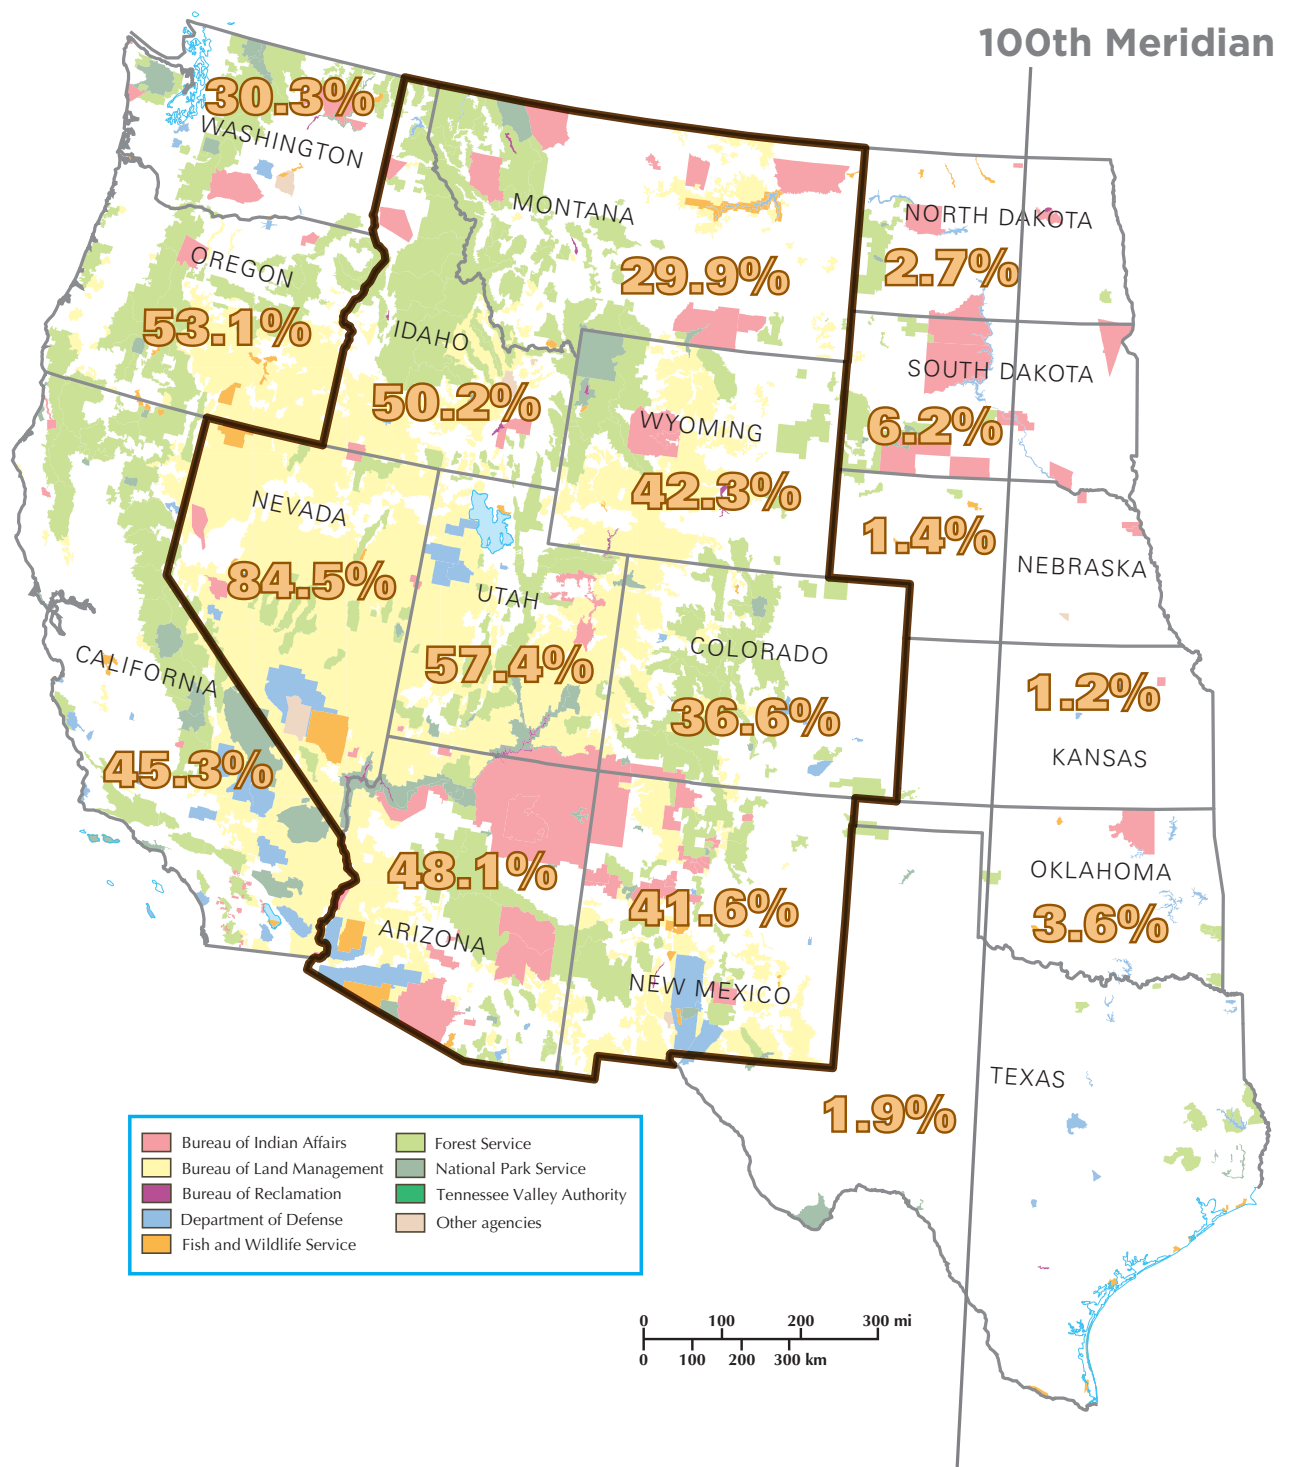 100th Meridian
30.3%
WASHINGTON
MONTANA
NORTH DAKOTA
OREGON
2.7%
29.9%
53.1%
IDAHO
SOUTH DAKOTA
50.2%
WYOMING
6.2%
42.3%
NEVADA
1.4%
NEBRASKA
84.5%
UTAH
COLORADO
CALIFORNIA
57.4%
1.2%
36.6%
KANSAS
45.3%
48.1%
OKLAHOMA
41.6%
3.6%
ARIZONA
NEW MEXICO
TEXAS
1.9%
Bureau of Indian Affairs
Bureau of Land Management
Bureau of Reclamation
Department of Defense
Fish and Wildlife Service
Forest Service
National Park Service
Tennessee Valley Authority
Other agencies
0 100 200 300 mi
0 100 200 300 km